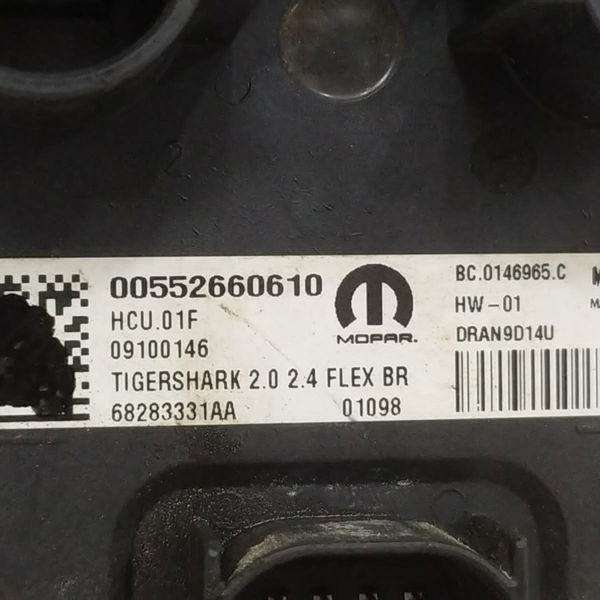 00552660610
HCU.01F
09100146
TIGERSHARK 2.0 2.4 FLEX BR
68283331AA 01098
MOPAR.
BC.0146965.C
HW-01
DRAN9D14U
2